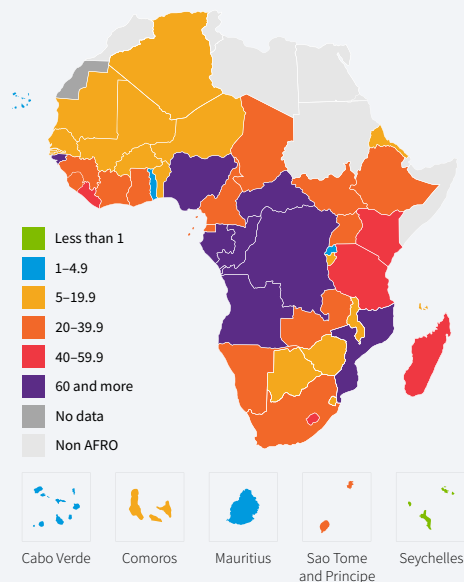 Less than 1
1–4.9
5–19.9
20–39.9
40–59.9
60 and more
No data
Non AFRO
Cabo Verde
Comoros
Mauritius
Sao Tome
and Principe
Seychelles